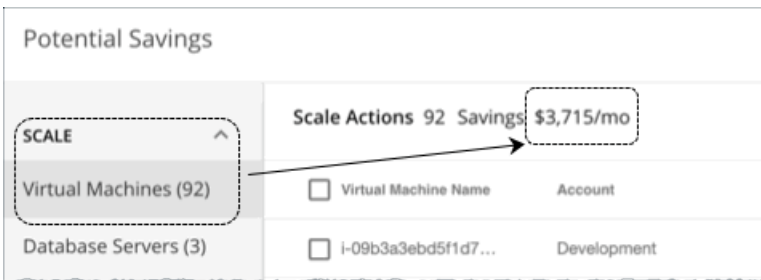 Potential Savings
SCALE
Virtual Machines (92)
Database Servers (3)
Scale Actions 92 Savings $3,715/mo
Virtual Machine Name Account
i-09b3a3ebd5f1d7... Development